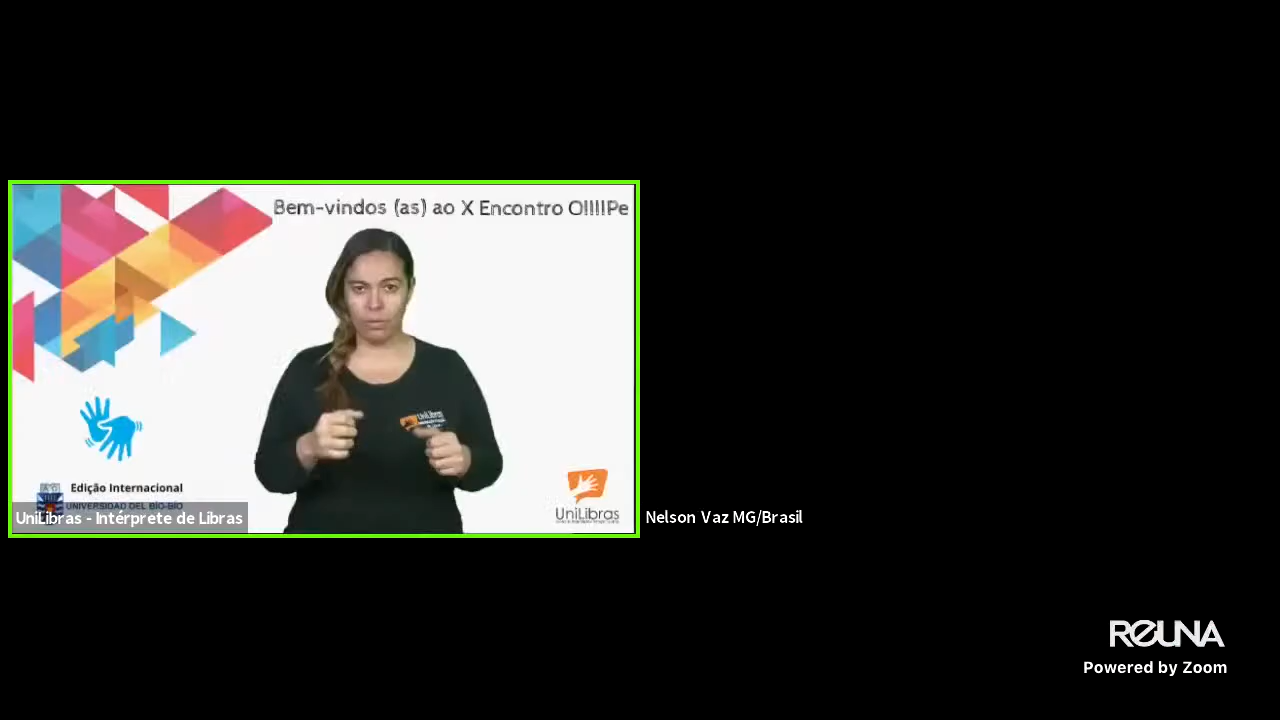 Bem-vindos (as) ao X Encontro OIIIIPe
UniLibras
Edição Internacional
UNIVERSIDAD DEL BÍO-BÍO
UniLibras
UniLibras - Intérprete de Libras
Nelson Vaz MG/Brasil
REUNA
Powered by Zoom